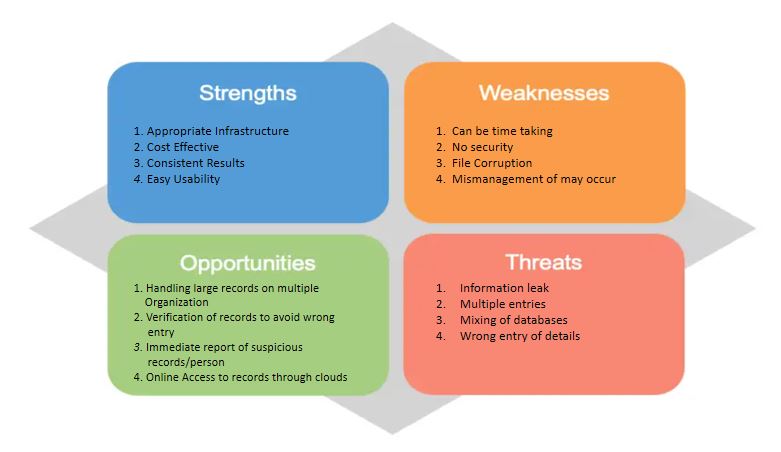 Strengths
1. Appropriate Infrastructure
2. Cost Effective
3. Consistent Results
4. Easy Usability
Weaknesses
1. Can be time taking
2. No security
3. File Corruption
4. Mismanagement of may occur
Opportunities
1. Handling large records on multiple
Organization
2. Verification of records to avoid wrong
entry
3. Immediate report of suspicious
records/person
4. Online Access to records through clouds
Threats
1. Information leak
2. Multiple entries
3. Mixing of databases
4. Wrong entry of details